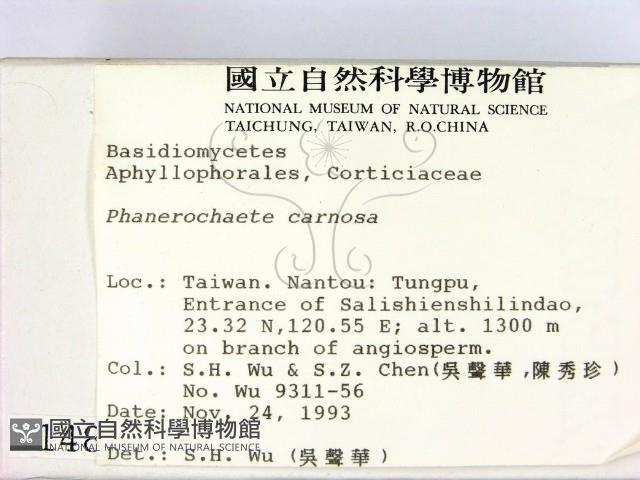 國立自然科學博物館
NATIONAL MUSEUM OF NATURAL SCIENCE
TAICHUNG, TAIWAN, R.O.CHINA
Basidiomycetes
Aphyllophorales, Corticiaceae
Phanerochaete carnosa
Loc.: Taiwan. Nantou: Tungpu,
Entrance of Salishienshilindao,
23.32 N,120.55 E; alt. 1300 m
on branch of angiosperm.
Col.: S.H. Wu & S.Z. Chen(吳聲華,陳秀珍)
No. Wu 9311-56
Date: Nov. 24, 1993
148
國立自然科學博物館
NATIONAL MUSEUM OF NATURAL SCIENCE
Det.: S.H. Wu (吳聲華)